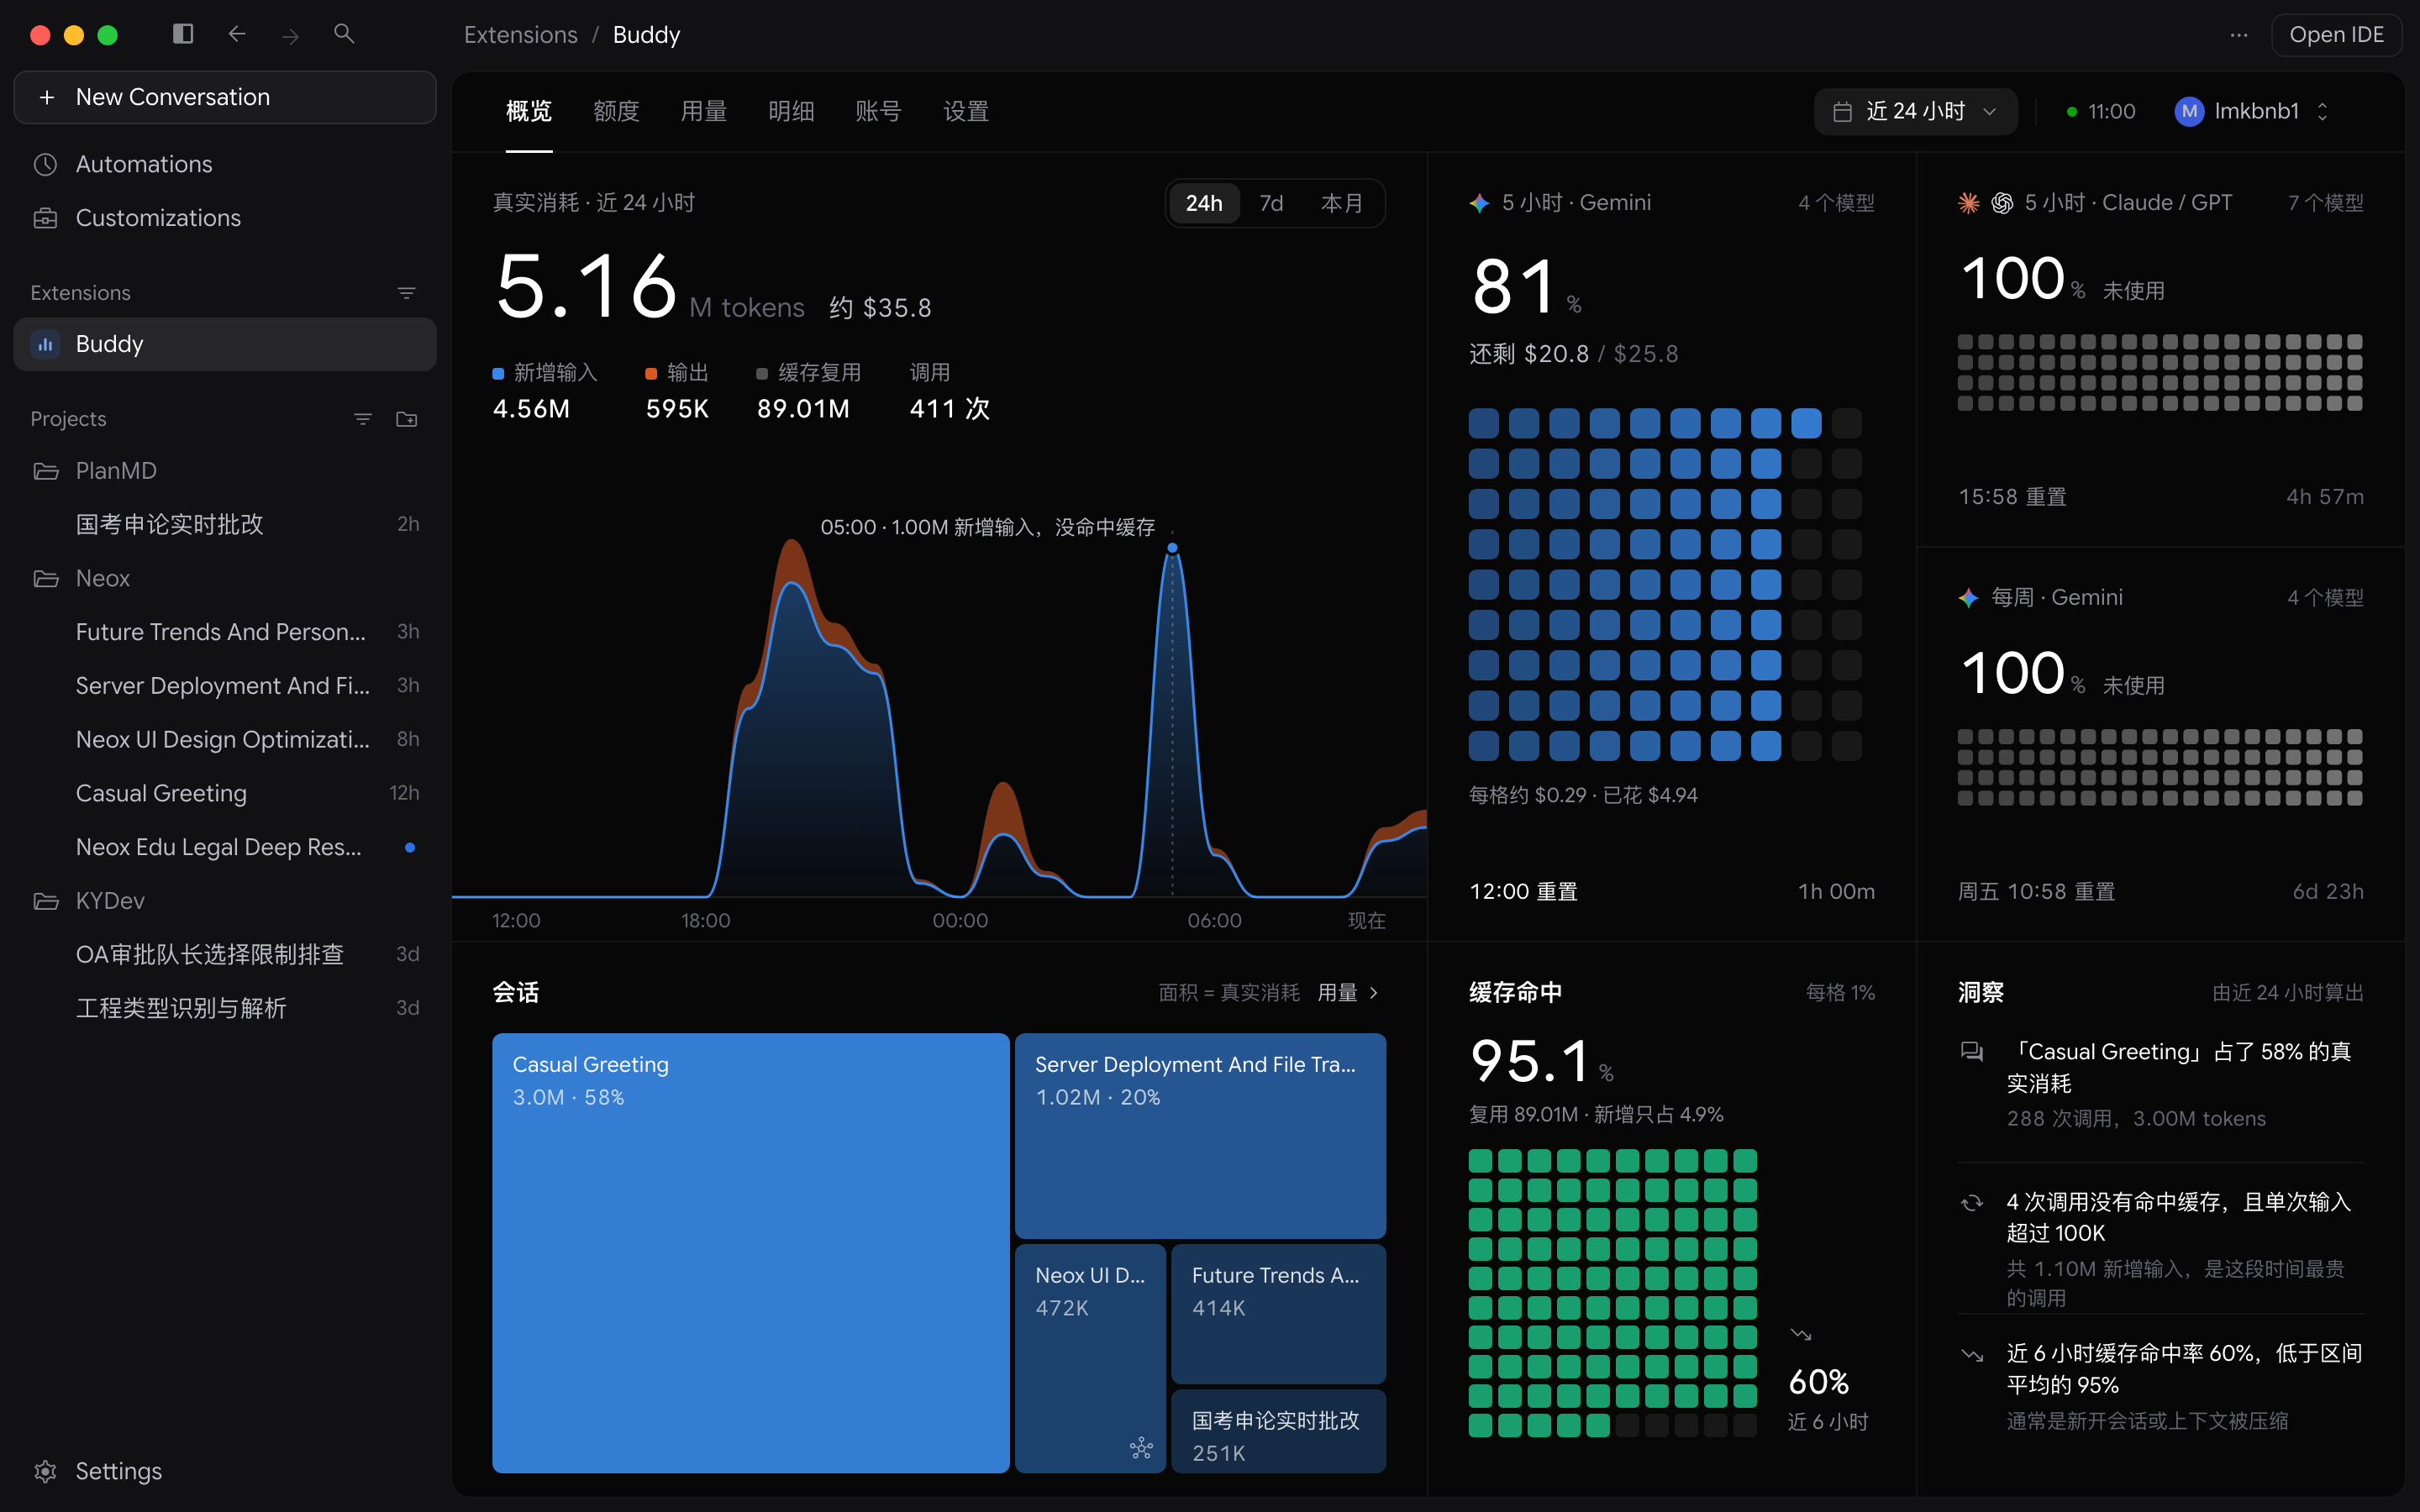 Extensions / Buddy
Open IDE
New Conversation
Automations
Customizations
Extensions
Buddy
Projects
PlanMD
国考申论实时批改 2h
Neox
Future Trends And Person... 3h
Server Deployment And Fi... 3h
Neox UI Design Optimizati... 8h
Casual Greeting 12h
Neox Edu Legal Deep Res...
KYDev
OA审批队长选择限制排查 3d
工程类型识别与解析 3d
Settings
概览 额度 用量 明细 账号 设置
近 24 小时
11:00
M lmkbnb1
真实消耗 · 近 24 小时
24h 7d 本月
5.16 M tokens 约 $35.8
新增输入 输出 缓存复用 调用
4.56M 595K 89.01M 411 次
05:00 · 1.00M 新增输入，没命中缓存
12:00 18:00 00:00 06:00 现在
5 小时 · Gemini 4 个模型
81 %
还剩 $20.8 / $25.8
每格约 $0.29 · 已花 $4.94
12:00 重置 1h 00m
5 小时 · Claude / GPT 7 个模型
100 % 未使用
15:58 重置 4h 57m
每周 · Gemini 4 个模型
100 % 未使用
周五 10:58 重置 6d 23h
会话 面积 = 真实消耗 用量
Casual Greeting
3.0M · 58%
Server Deployment And File Tra...
1.02M · 20%
Neox UI D...
472K
Future Trends A...
414K
国考申论实时批改
251K
缓存命中 每格 1%
95.1 %
复用 89.01M · 新增只占 4.9%
60%
近 6 小时
洞察 由近 24 小时算出
「Casual Greeting」占了 58% 的真
实消耗
288 次调用，3.00M tokens
4 次调用没有命中缓存，且单次输入
超过 100K
共 1.10M 新增输入，是这段时间最贵
的调用
近 6 小时缓存命中率 60%，低于区间
平均的 95%
通常是新开会话或上下文被压缩